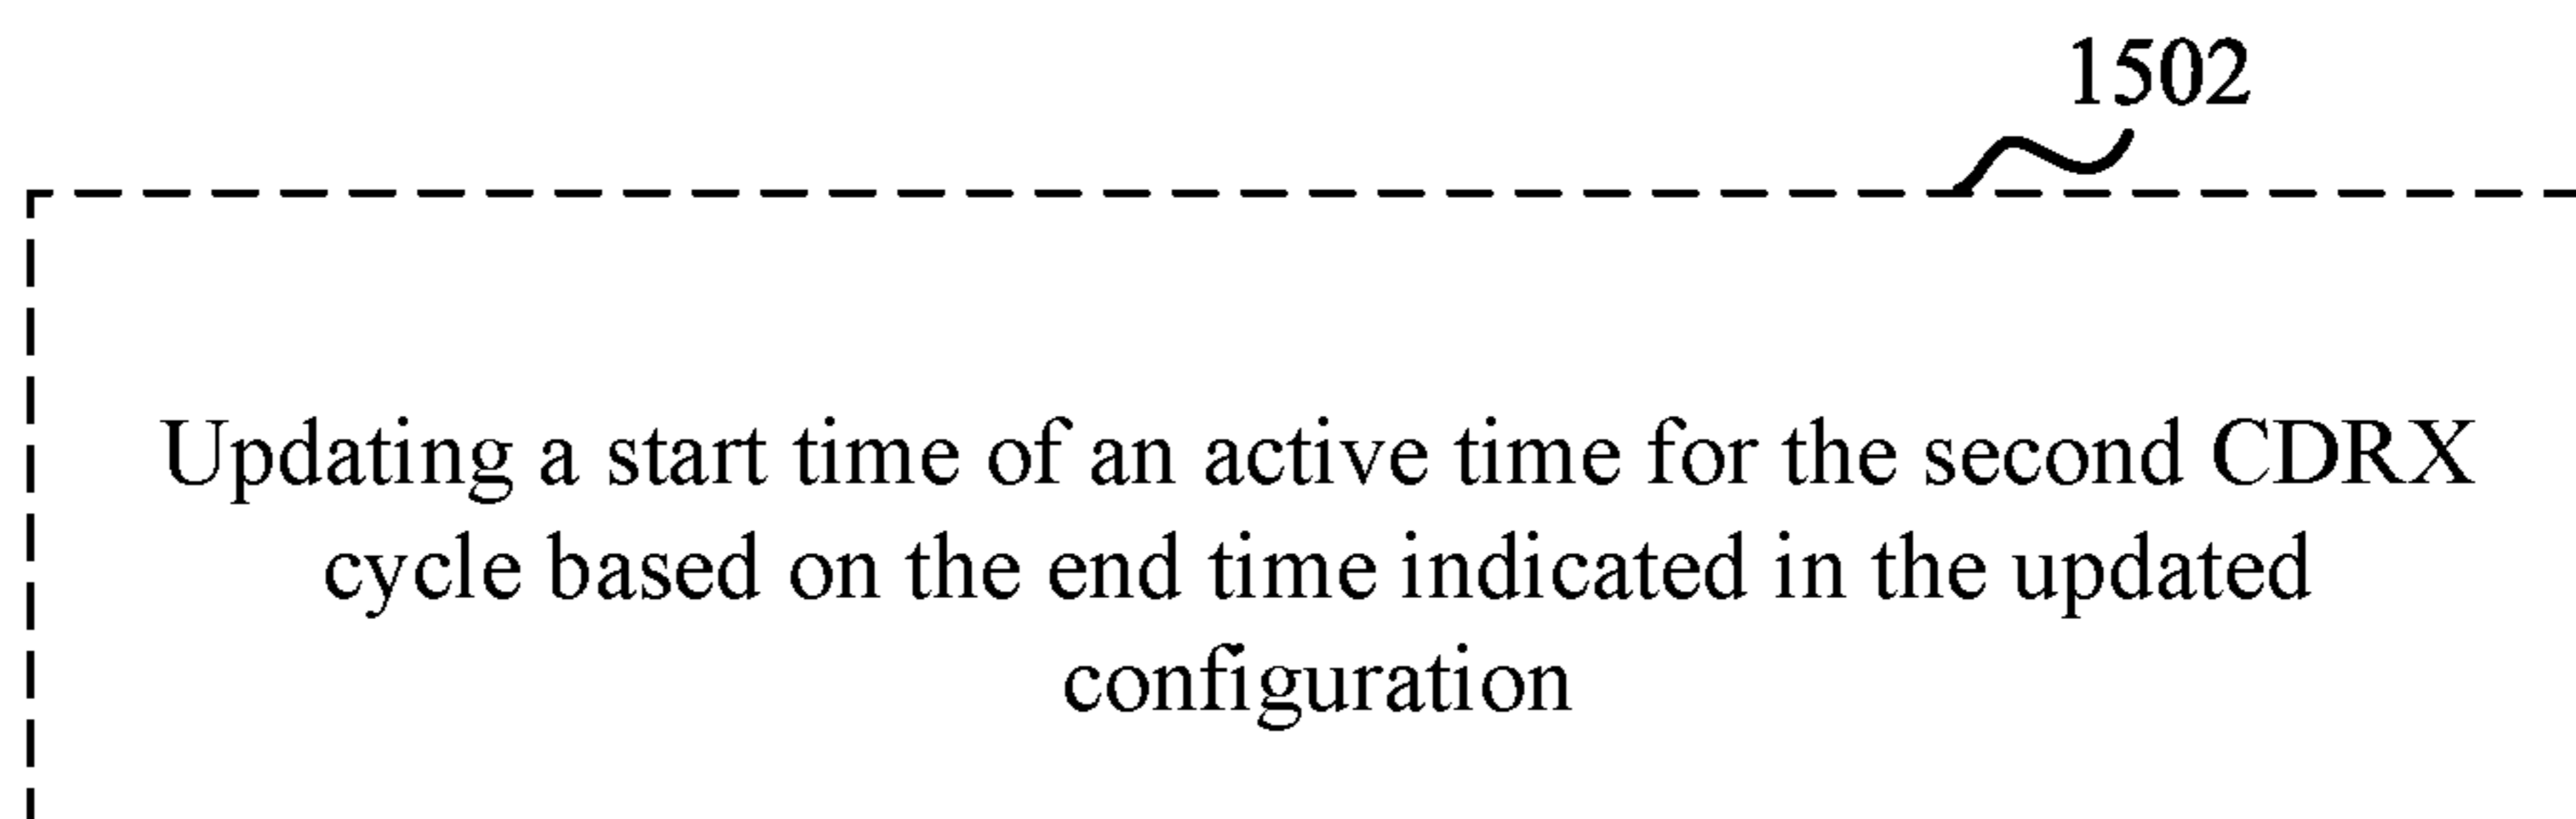 1502
Updating a start time of an active time for the second CDRX
cycle based on the end time indicated in the updated
configuration